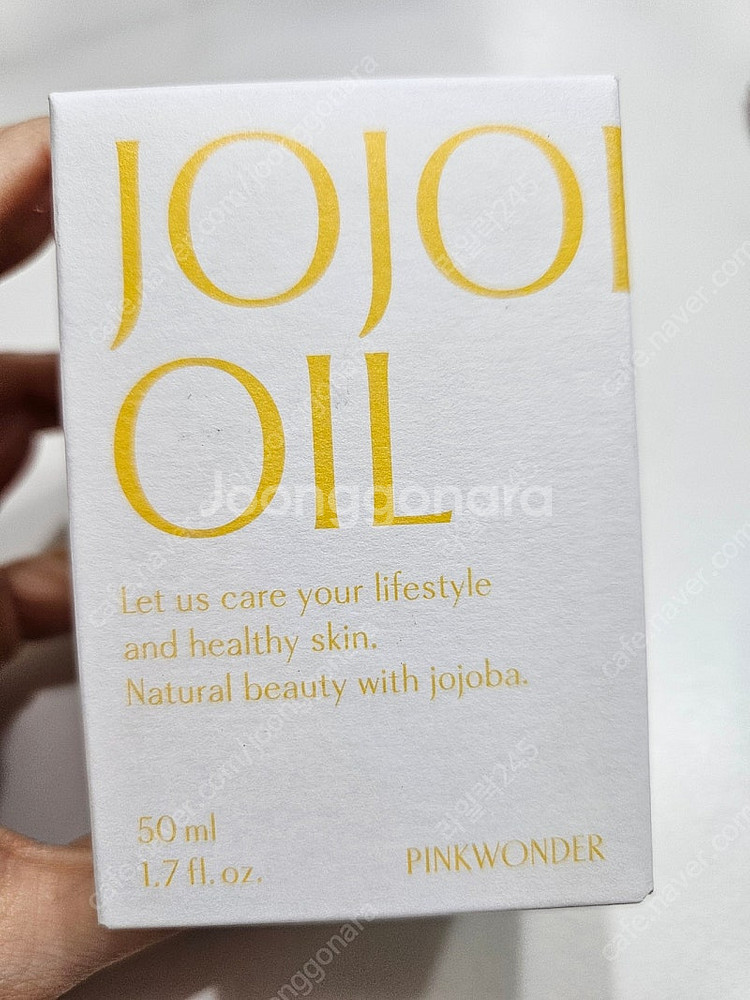 JOJO
OIL
Let us care your lifestyle
and healthy skin.
Natural beauty with jojoba.
50 ml
1.7 fl. oz.
PINKWONDER
Joonggonara